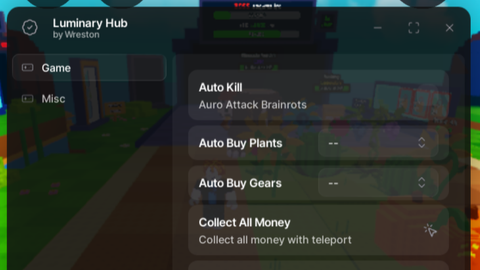 Luminary Hub
by Wreston
Game
Misc
Auto Kill
Auro Attack Brainrots
Auto Buy Plants
--
Auto Buy Gears
--
Collect All Money
Collect all money with teleport